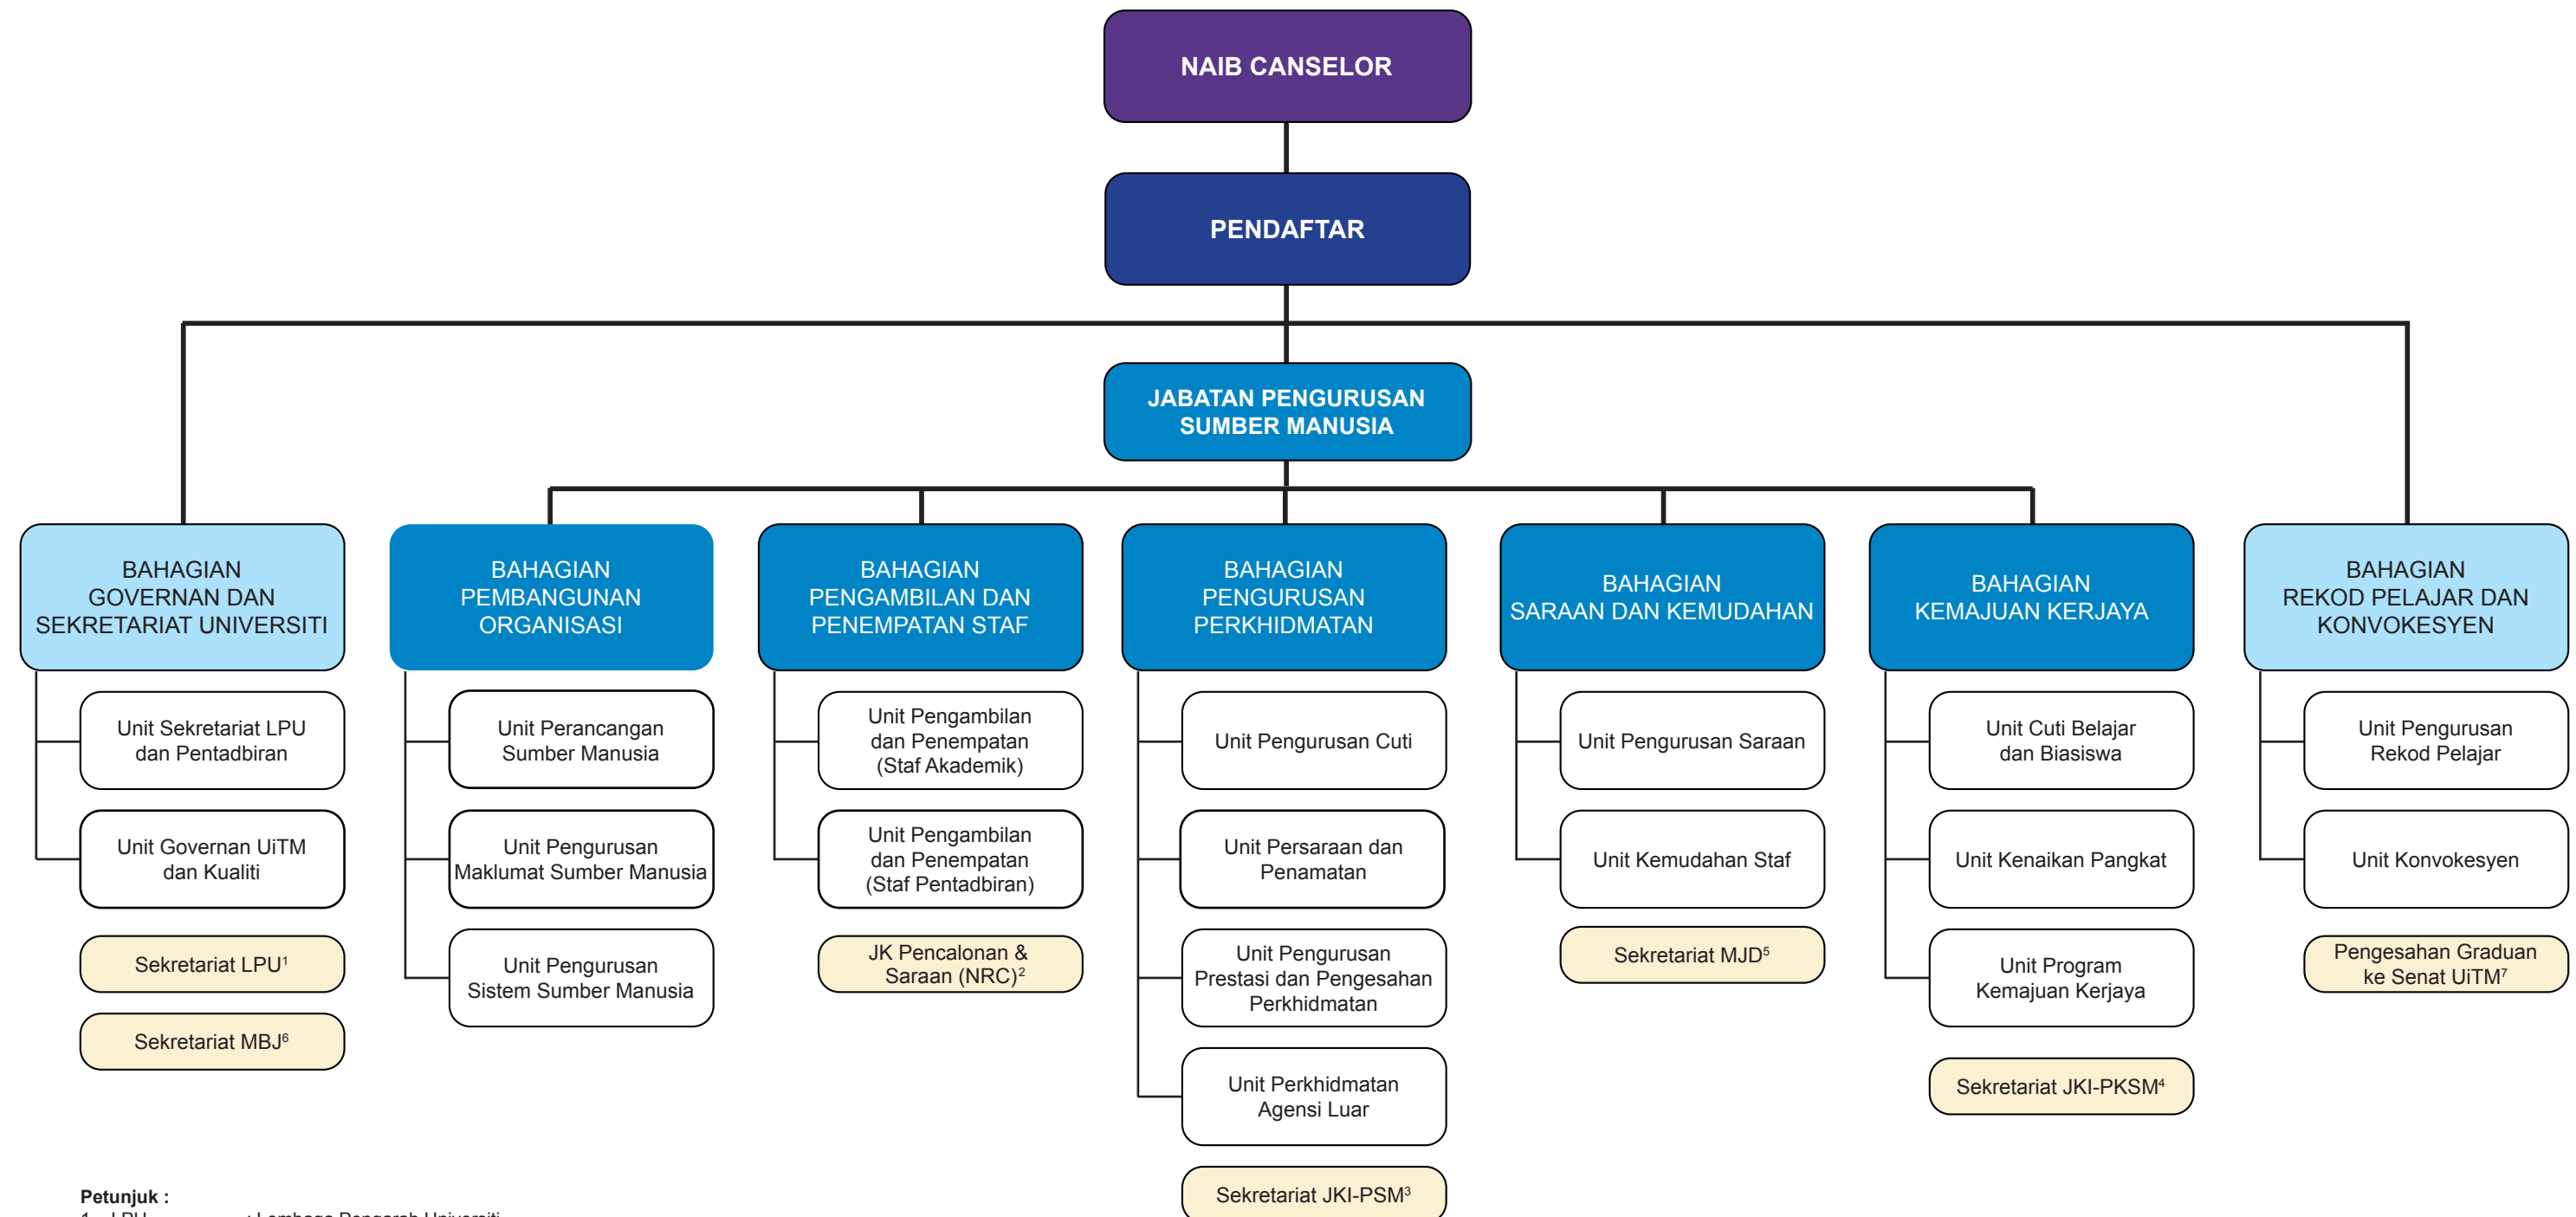 NAIB CANSELOR
PENDAFTAR
JABATAN PENGURUSAN
SUMBER MANUSIA
BAHAGIAN
GOVERNAN DAN
SEKRETARIAT UNIVERSITI
Unit Sekretariat LPU
dan Pentadbiran
Unit Governan UiTM
dan Kualiti
Sekretariat LPU¹
Sekretariat MBJ⁶
BAHAGIAN
PEMBANGUNAN
ORGANISASI
Unit Perancangan
Sumber Manusia
Unit Pengurusan
Maklumat Sumber Manusia
Unit Pengurusan
Sistem Sumber Manusia
BAHAGIAN
PENGAMBILAN DAN
PENEMPATAN STAF
Unit Pengambilan
dan Penempatan
(Staf Akademik)
Unit Pengambilan
dan Penempatan
(Staf Pentadbiran)
JK Pencalonan &
Saraan (NRC)²
BAHAGIAN
PENGURUSAN
PERKHIDMATAN
Unit Pengurusan Cuti
Unit Persaraan dan
Penamatan
Unit Pengurusan
Prestasi dan Pengesahan
Perkhidmatan
Unit Perkhidmatan
Agensi Luar
Sekretariat JKI-PSM³
BAHAGIAN
SARAAN DAN KEMUDAHAN
Unit Pengurusan Saraan
Unit Kemudahan Staf
Sekretariat MJD⁵
BAHAGIAN
KEMAJUAN KERJAYA
Unit Cuti Belajar
dan Biasiswa
Unit Kenaikan Pangkat
Unit Program
Kemajuan Kerjaya
Sekretariat JKI-PKSM⁴
BAHAGIAN
REKOD PELAJAR DAN
KONVOKESYEN
Unit Pengurusan
Rekod Pelajar
Unit Konvokesyen
Pengesahan Graduan
ke Senat UiTM⁷
Petunjuk :
1. LPU : Lembaga Pengarah Universiti